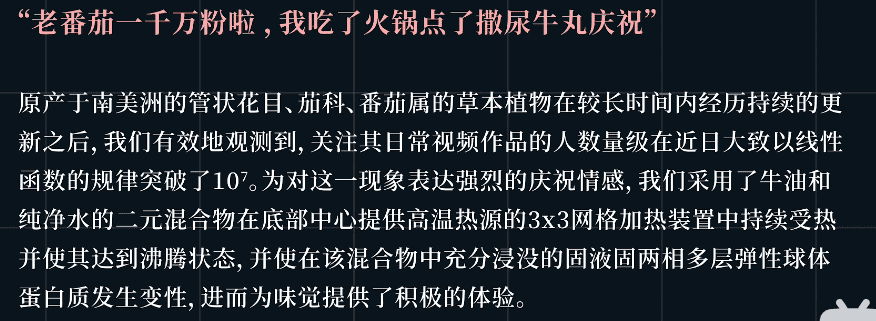 “老番茄一千万粉啦，我吃了火锅点了撒尿牛丸庆祝”
原产于南美洲的管状花目、茄科、番茄属的草本植物在较长时间内经历持续的更
新之后，我们有效地观测到，关注其日常视频作品的人数量级在近日大致以线性
函数的规律突破了10⁷。为对这一现象表达强烈的庆祝情感，我们采用了牛油和
纯净水的二元混合物在底部中心提供高温热源的3x3网格加热装置中持续受热
并使其达到沸腾状态，并使在该混合物中充分浸没的固液固两相多层弹性球体
蛋白质发生变性，进而为味觉提供了积极的体验。